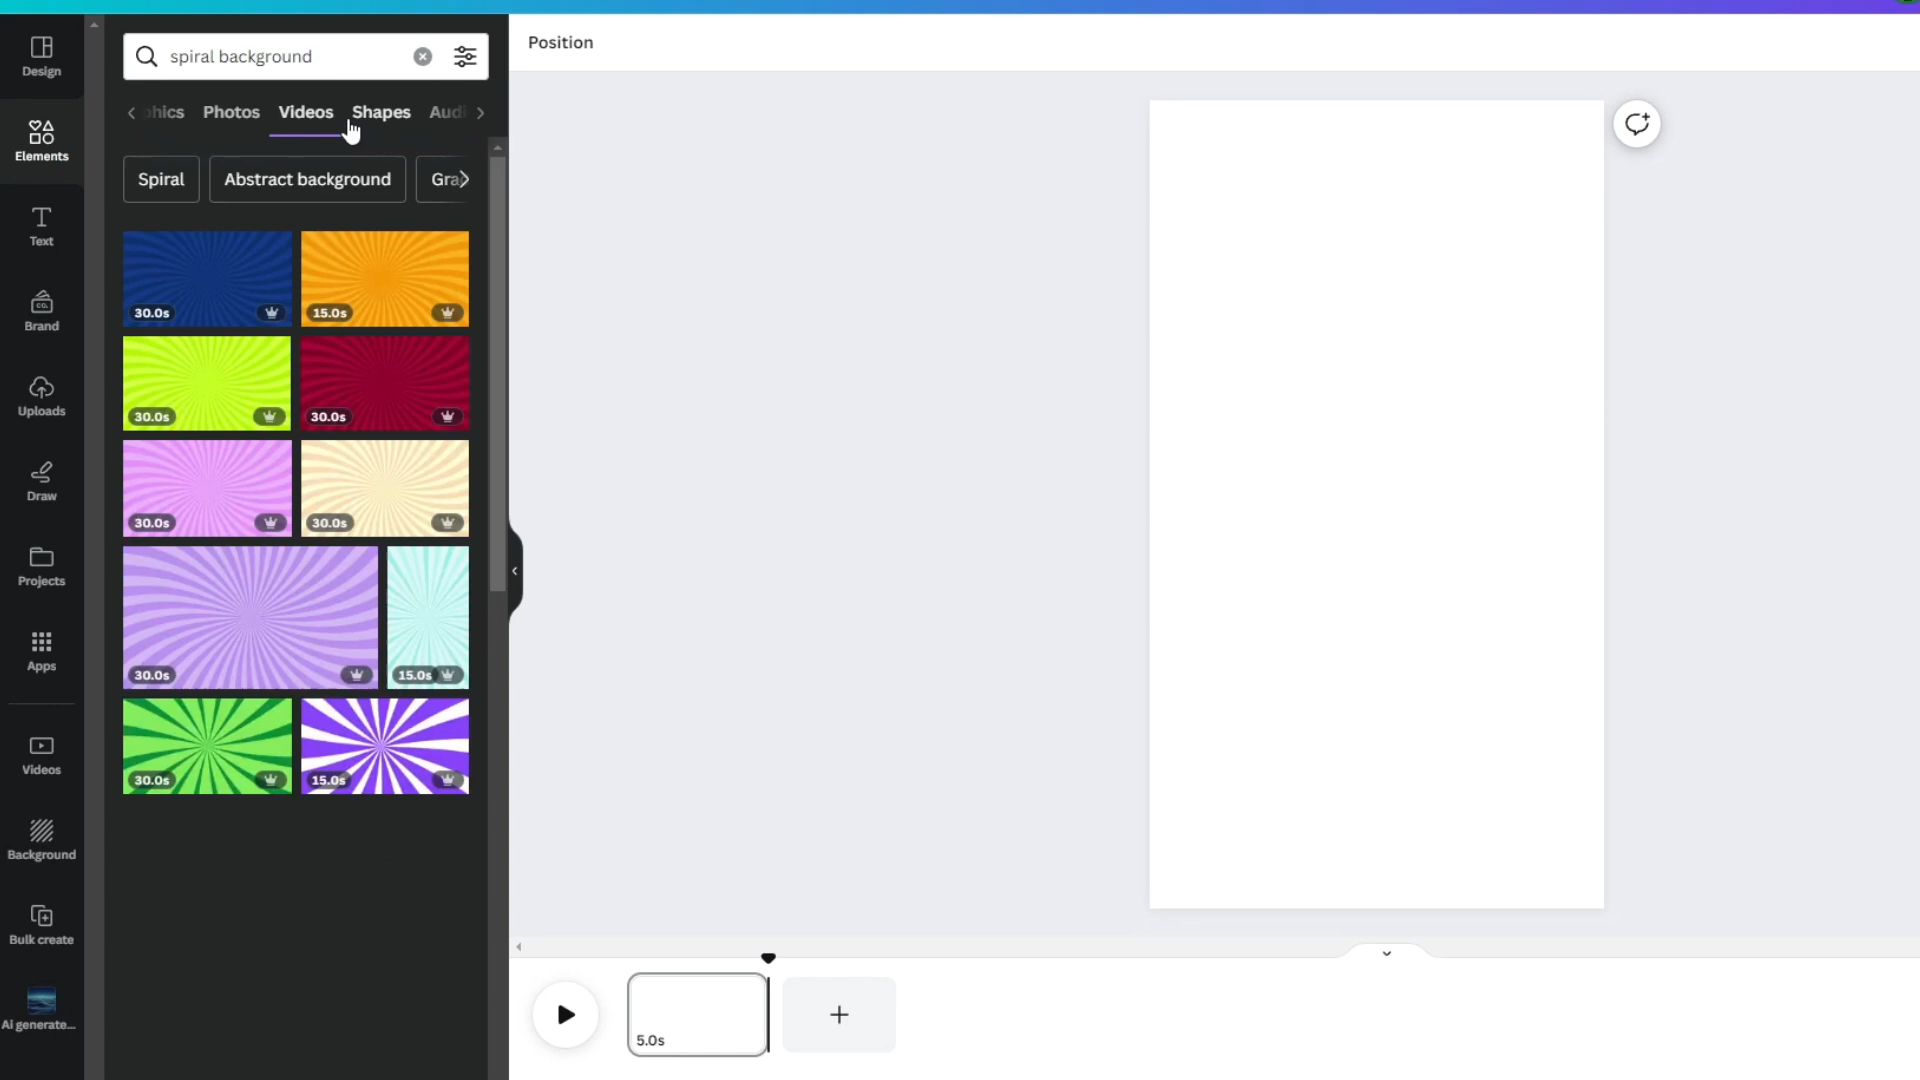 Design
Elements
Text
Brand
CO.
Uploads
Draw
Projects
Apps
Videos
Background
Bulk create
Ai generate...
spiral background
phics Photos Videos Shapes Audi
Spiral Abstract background Gra
30.0s 15.0s
30.0s 30.0s
30.0s 30.0s
30.0s 15.0s
30.0s 15.0s
Position
5.0s